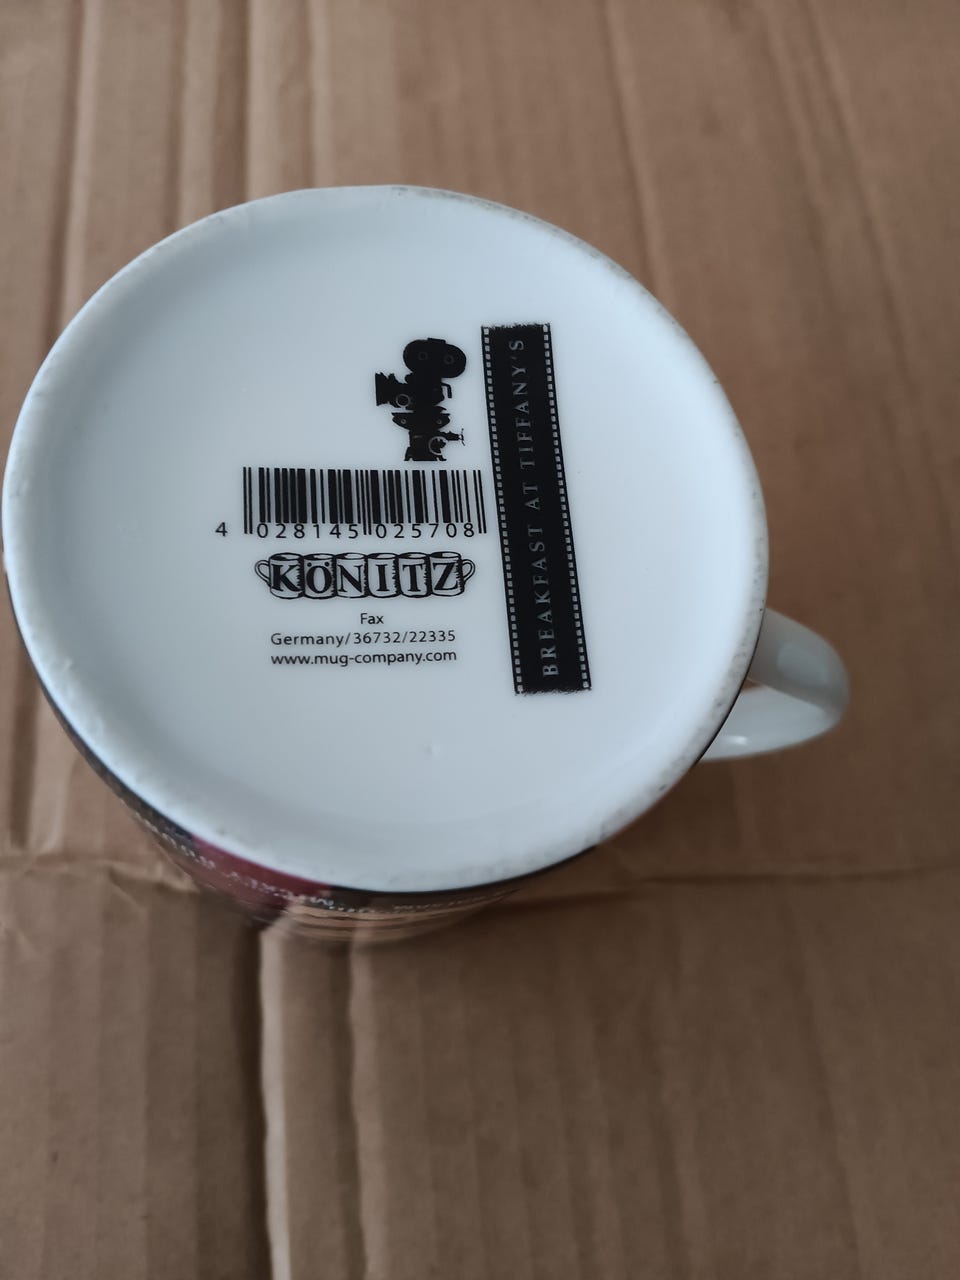 BREAKFAST AT TIFFANY'S
4 028145 025708
KÖNITZ
Fax
Germany/36732/22335
www.mug-company.com